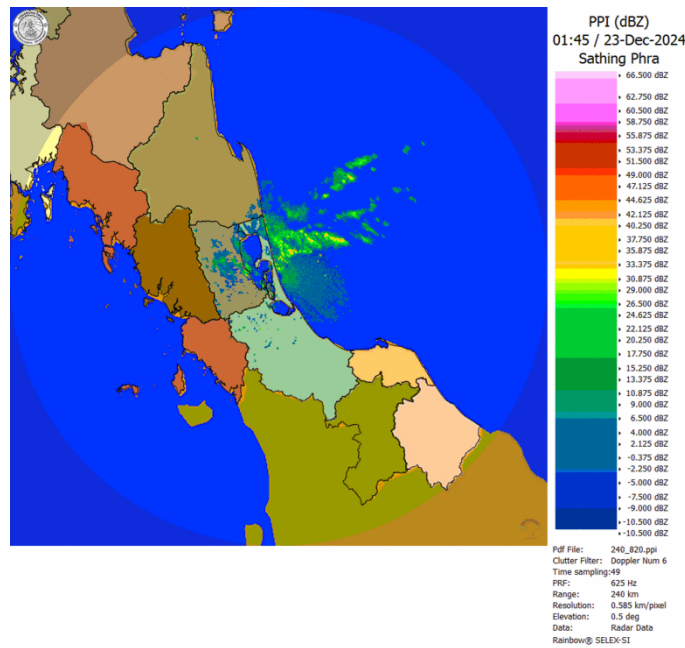 PPI (dBZ)
01:45 / 23-Dec-2024
Sathing Phra
66.500 dBZ
62.750 dBZ
60.500 dBZ
58.750 dBZ
55.875 dBZ
53.375 dBZ
51.500 dBZ
49.000 dBZ
47.125 dBZ
44.625 dBZ
42.125 dBZ
40.250 dBZ
37.750 dBZ
35.875 dBZ
33.375 dBZ
30.875 dBZ
29.000 dBZ
26.500 dBZ
24.625 dBZ
22.125 dBZ
20.250 dBZ
17.750 dBZ
15.250 dBZ
13.375 dBZ
10.875 dBZ
9.000 dBZ
6.500 dBZ
4.000 dBZ
2.125 dBZ
-0.375 dBZ
-2.250 dBZ
-5.000 dBZ
-7.500 dBZ
-9.000 dBZ
-10.500 dBZ
-10.500 dBZ
Pdf File: 240_820.ppi
Clutter Filter: Doppler Num 6
Time sampling:49
PRF: 625 Hz
Range: 240 km
Resolution: 0.585 km/pixel
Elevation: 0.5 deg
Data: Radar Data
Rainbow® SELEX-SI